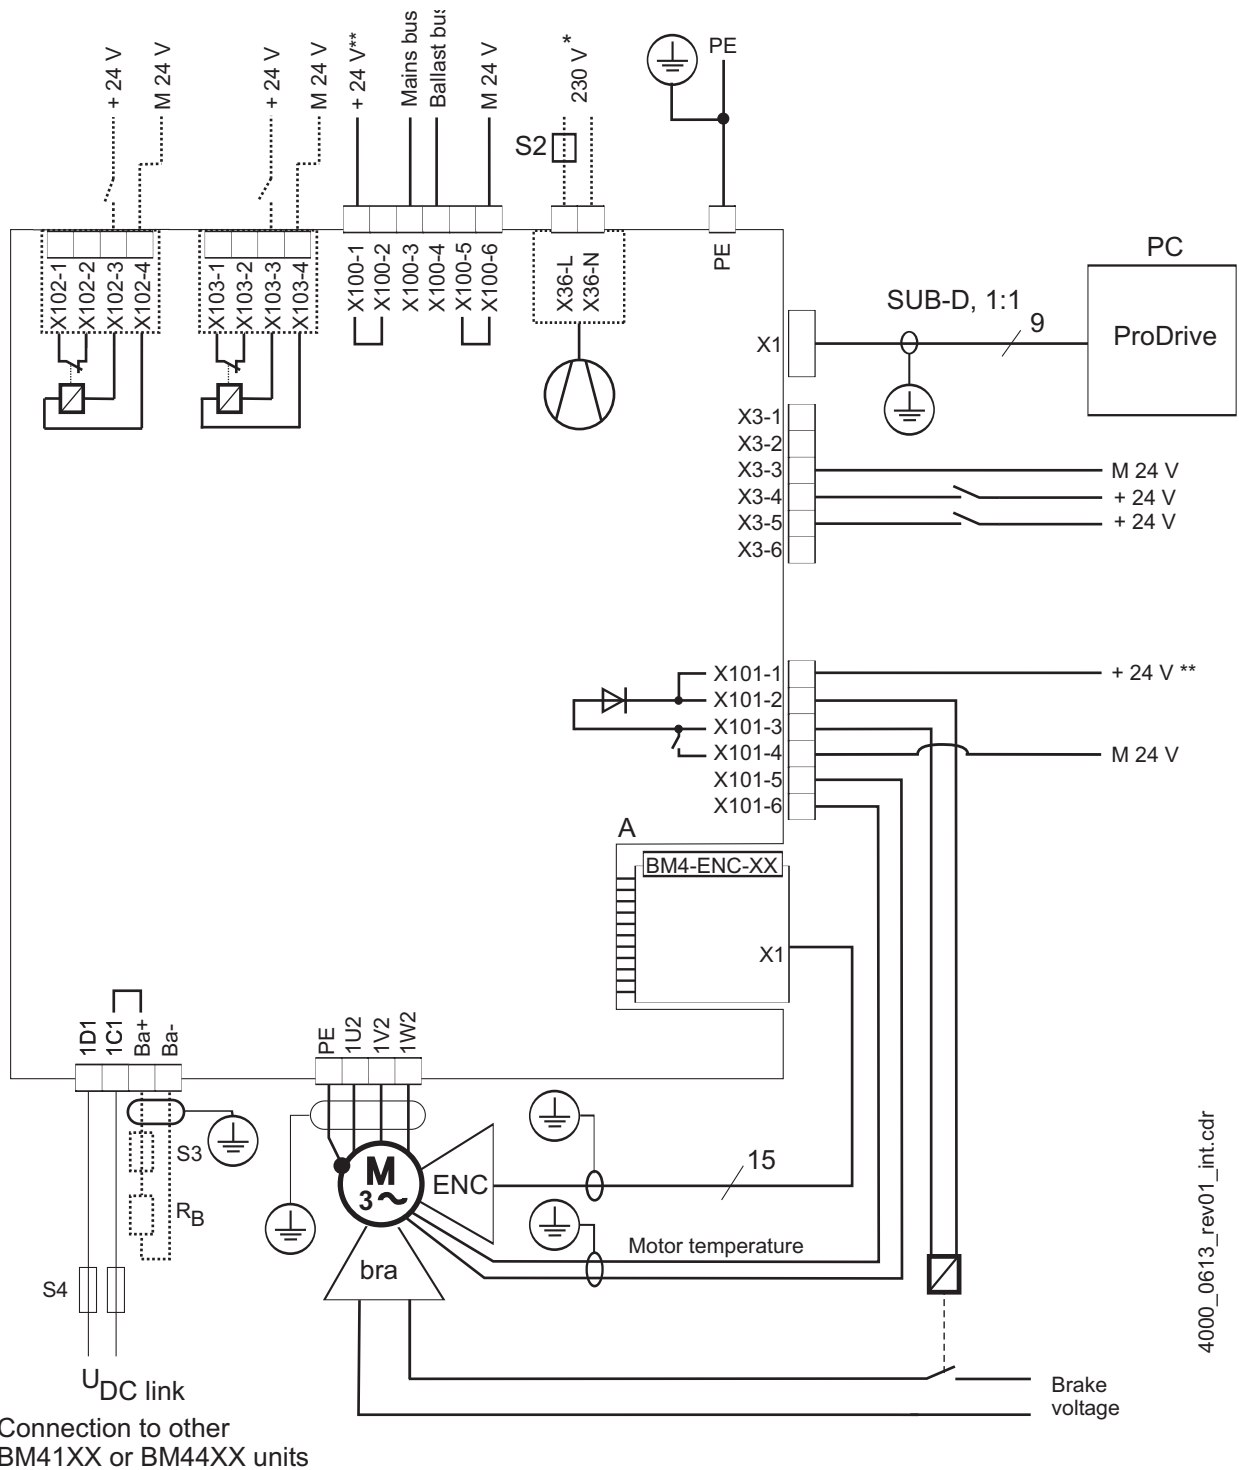 + 24 V
M 24 V
+ 24 V
M 24 V
+ 24 V**
Mains bus
Ballast bus
M 24 V
230 V *
S2
PE
X102-1
X102-2
X102-3
X102-4
X103-1
X103-2
X103-3
X103-4
X100-1
X100-2
X100-3
X100-4
X100-5
X100-6
X36-L
X36-N
PE
PC
ProDrive
SUB-D, 1:1
9
X1
X3-1
X3-2
X3-3
X3-4
X3-5
X3-6
M 24 V
+ 24 V
+ 24 V
X101-1
X101-2
X101-3
X101-4
X101-5
X101-6
+ 24 V **
M 24 V
A
BM4-ENC-XX
X1
1D1
1C1
Ba+
Ba-
PE
1U2
1V2
1W2
S3
RB
S4
M
3~
ENC
15
bra
Motor temperature
UDC link
Connection to other
BM41XX or BM44XX units
Brake
voltage
4000_0613_rev01_int.cdr